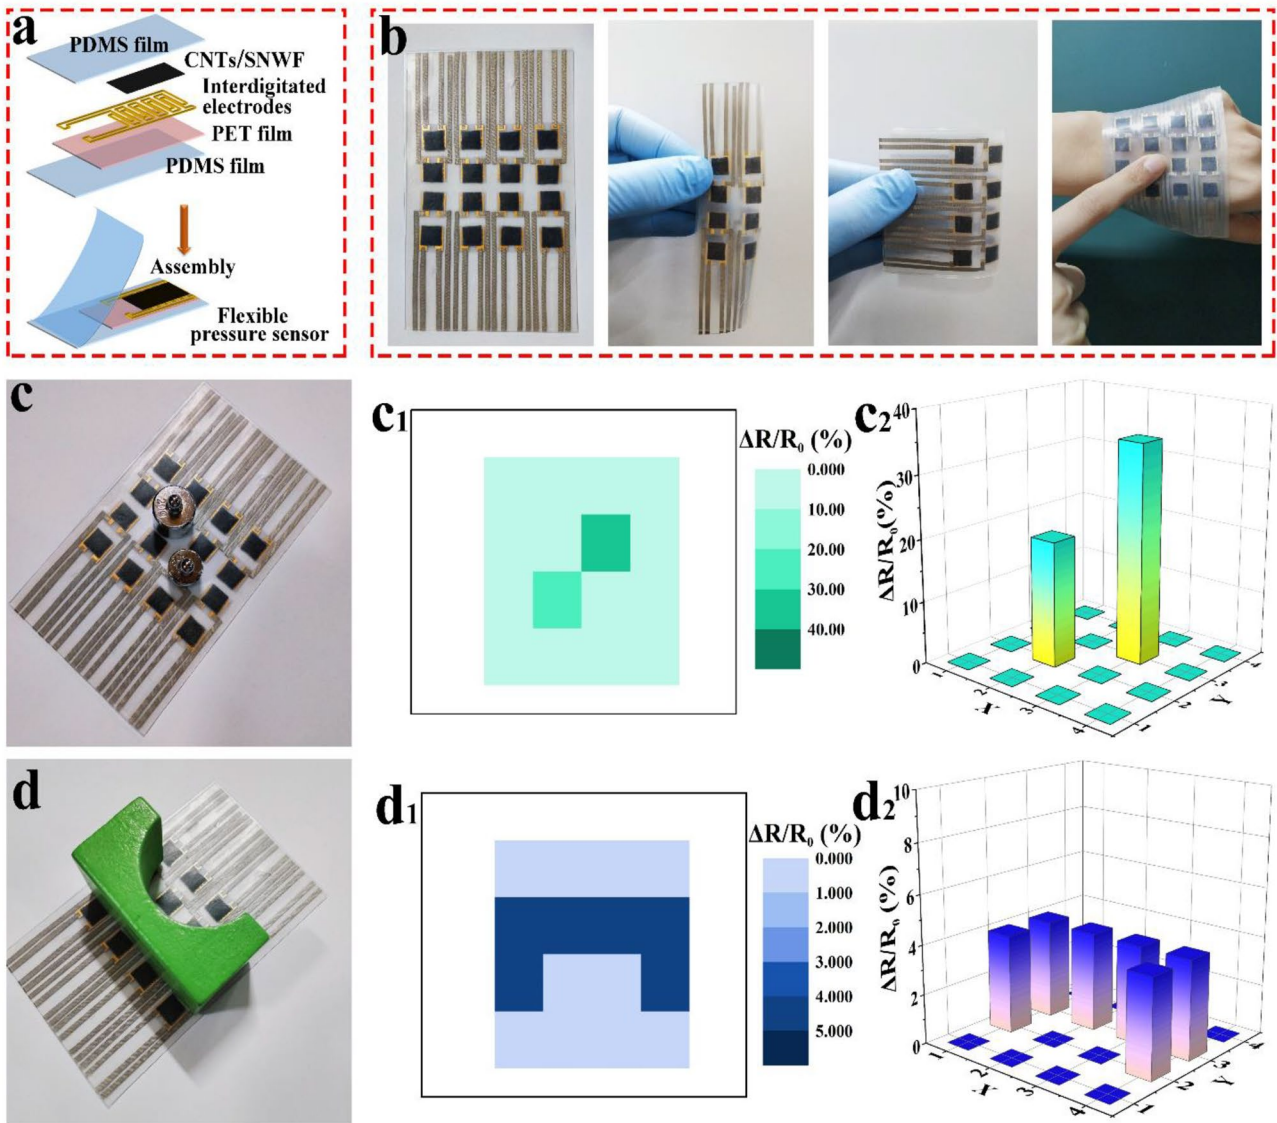 a
PDMS film
CNTs/SNWF
Interdigitated
electrodes
PET film
PDMS film
Assembly
Flexible
pressure sensor
b
c
c1
ΔR/R0 (%)
0.000
10.00
20.00
30.00
40.00
c2
ΔR/R0(%)
40
30
20
10
0
1
2
3
4
X
1
2
3
4
Y
d
d1
ΔR/R0 (%)
0.000
1.000
2.000
3.000
4.000
5.000
d2
ΔR/R0 (%)
10
8
6
4
2
0
1
2
3
4
X
1
2
3
4
Y